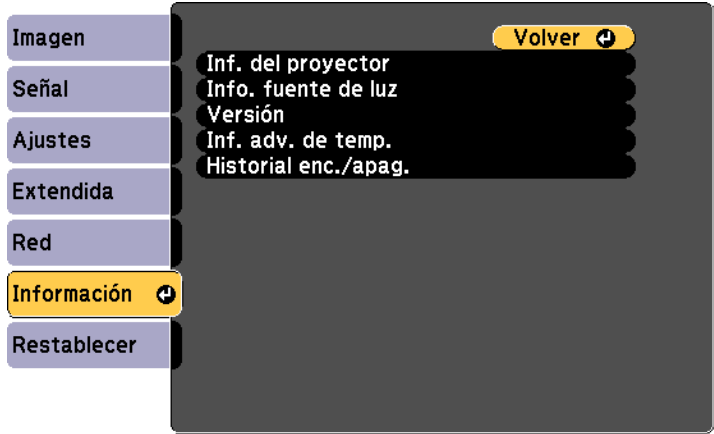 Imagen
Señal
Ajustes
Extendida
Red
Información
Restablecer
Volver
Inf. del proyector
Info. fuente de luz
Versión
Inf. adv. de temp.
Historial enc./apag.